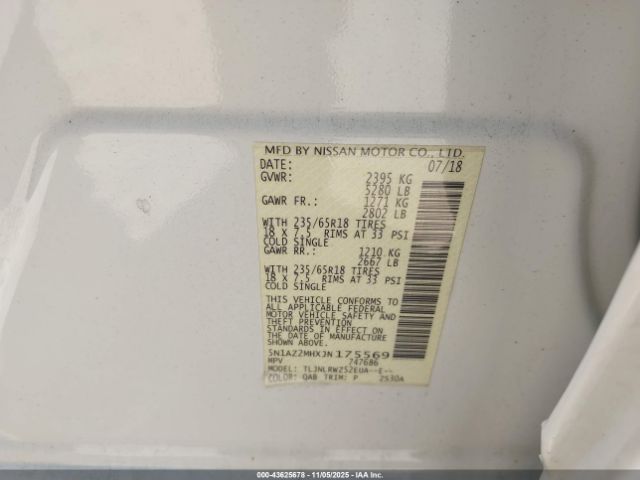 MFD BY NISSAN MOTOR CO., LTD.
DATE: 07/18
GVWR: 2395 KG
5280 LB
GAWR FR.: 1271 KG
2802 LB
WITH 235/65R18 TIRES
18 X 7.5 RIMS AT 33 PSI
COLD SINGLE
GAWR RR.: 1210 KG
2667 LB
WITH 235/65R18 TIRES
18 X 7.5 RIMS AT 33 PSI
COLD SINGLE
THIS VEHICLE CONFORMS TO
ALL APPLICABLE FEDERAL
MOTOR VEHICLE SAFETY AND
THEFT PREVENTION
STANDARDS IN EFFECT ON
THE DATE OF MANUFACTURE
SHOWN ABOVE.
5N1AZ2MHXJN175569
MPV 747686
MODEL: TLJNLRWZ52EUA--E--
COLOR: QAB TRIM: P 2S30A
000-43625678 - 11/05/2025 - IAA Inc.